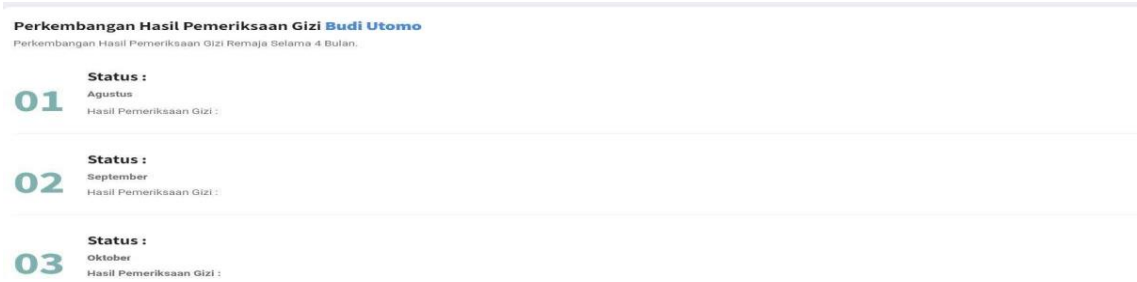 Perkembangan Hasil Pemeriksaan Gizi Budi Utomo
Perkembangan Hasil Pemeriksaan Gizi Remaja Selama 4 Bulan.
Status :
01
Agustus
Hasil Pemeriksaan Gizi :
Status :
02
September
Hasil Pemeriksaan Gizi :
Status :
03
Oktober
Hasil Pemeriksaan Gizi :